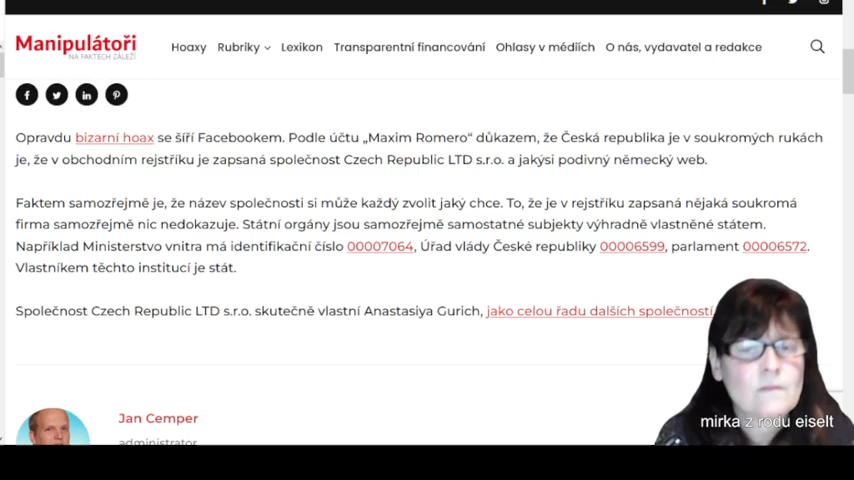 Manipulátoři
NA FAKTECH ZÁLEŽÍ
Hoaxy Rubriky Lexikon Transparentní financování Ohlasy v médiích O nás, vydavatel a redakce
Opravdu bizarní hoax se šíří Facebookem. Podle účtu „Maxim Romero“ důkazem, že Česká republika je v soukromých rukách
je, že v obchodním rejstříku je zapsaná společnost Czech Republic LTD s.r.o. a jakýsi podivný německý web.
Faktem samozřejmě je, že název společnosti si může každý zvolit jaký chce. To, že je v rejstříku zapsaná nějaká soukromá
firma samozřejmě nic nedokazuje. Státní orgány jsou samozřejmě samostatné subjekty výhradně vlastněné státem.
Například Ministerstvo vnitra má identifikační číslo 00007064, Úřad vlády České republiky 00006599, parlament 00006572.
Vlastníkem těchto institucí je stát.
Společnost Czech Republic LTD s.r.o. skutečně vlastní Anastasiya Gurich, jako celou řadu dalších společností.
Jan Cemper
administrator
mirka z rodu eiselt